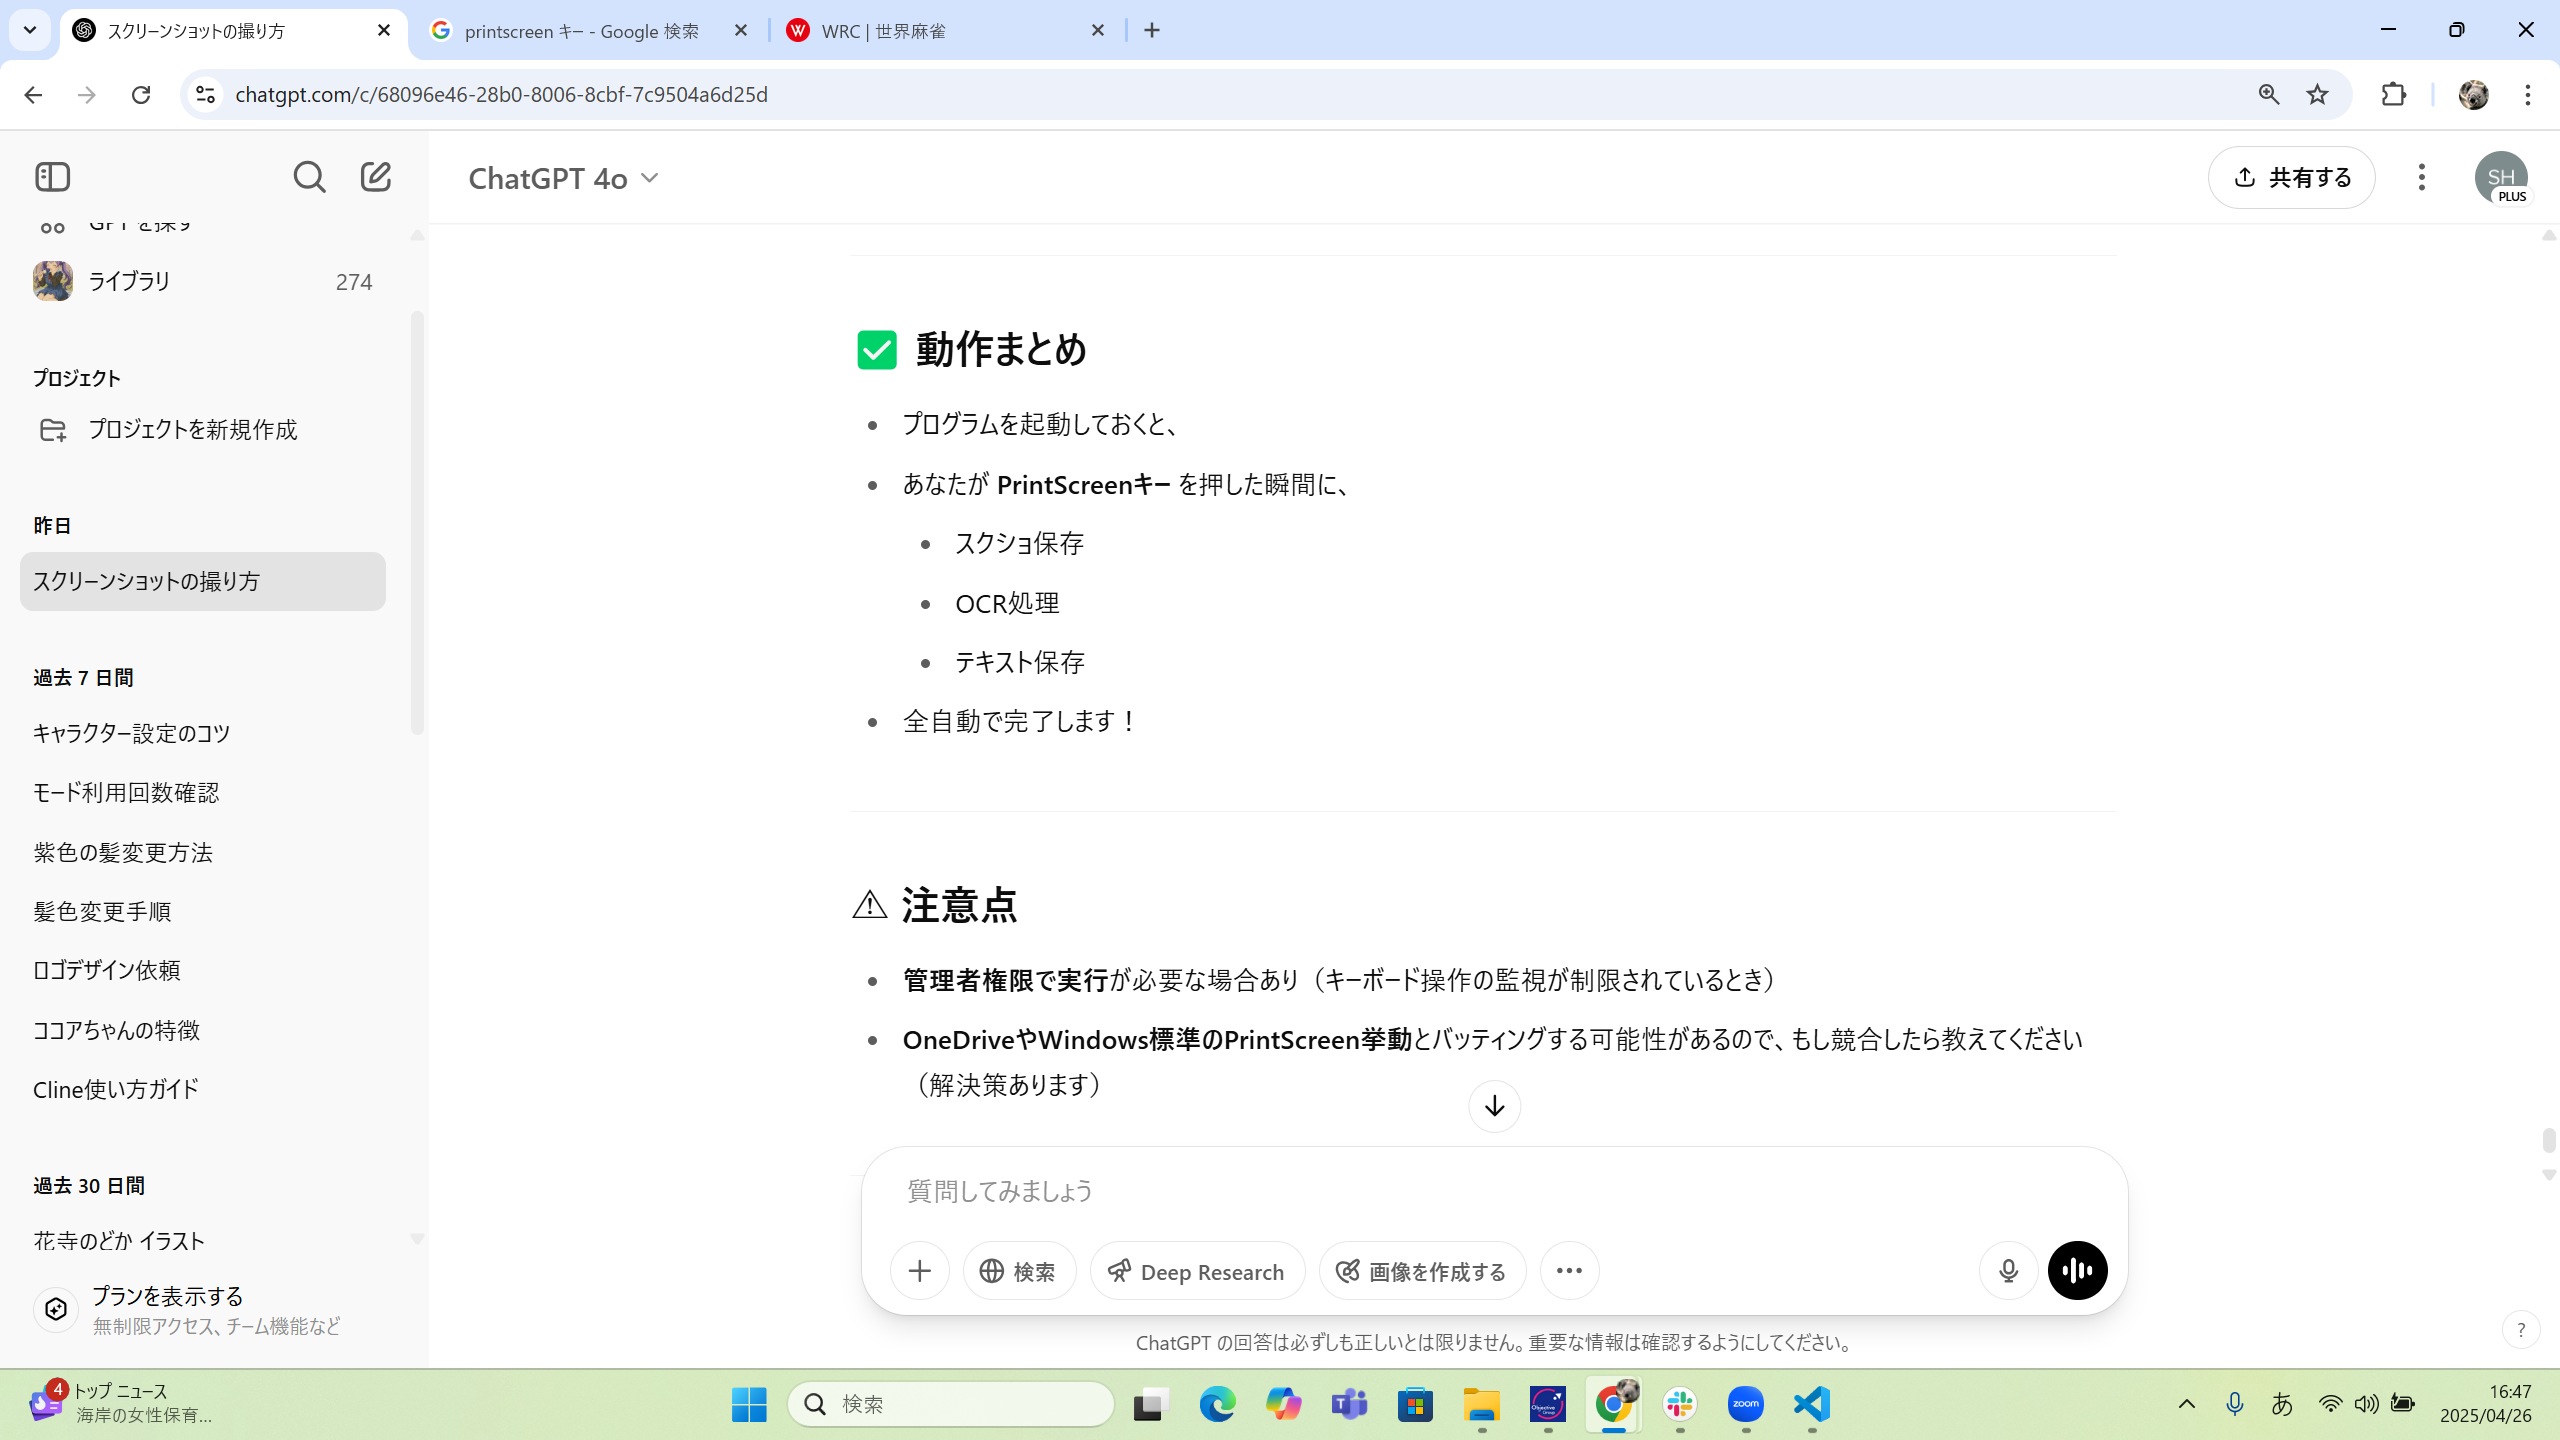 スクリーンショットの撮り方
printscreen キー - Google 検索
WRC | 世界麻雀
chatgpt.com/c/68096e46-28b0-8006-8cbf-7c9504a6d25d
ChatGPT 4o
共有する
SH
PLUS
GPT を探す
ライブラリ
274
プロジェクト
プロジェクトを新規作成
昨日
スクリーンショットの撮り方
過去 7 日間
キャラクター設定のコツ
モード利用回数確認
紫色の髪変更方法
髪色変更手順
ロゴデザイン依頼
ココアちゃんの特徴
Cline使い方ガイド
過去 30 日間
花寺のどか イラスト
プランを表示する
無制限アクセス、チーム機能など
動作まとめ
プログラムを起動しておくと、
あなたが PrintScreenキー を押した瞬間に、
スクショ保存
OCR処理
テキスト保存
全自動で完了します！
注意点
管理者権限で実行が必要な場合あり（キーボード操作の監視が制限されているとき）
OneDriveやWindows標準のPrintScreen挙動とバッティングする可能性があるので、もし競合したら教えてください
（解決策あります）
質問してみましょう
検索
Deep Research
画像を作成する
ChatGPT の回答は必ずしも正しいとは限りません。重要な情報は確認するようにしてください。
?
4
トップ ニュース
海岸の女性保育...
検索
Objective
Group
zoom
あ
16:47
2025/04/26